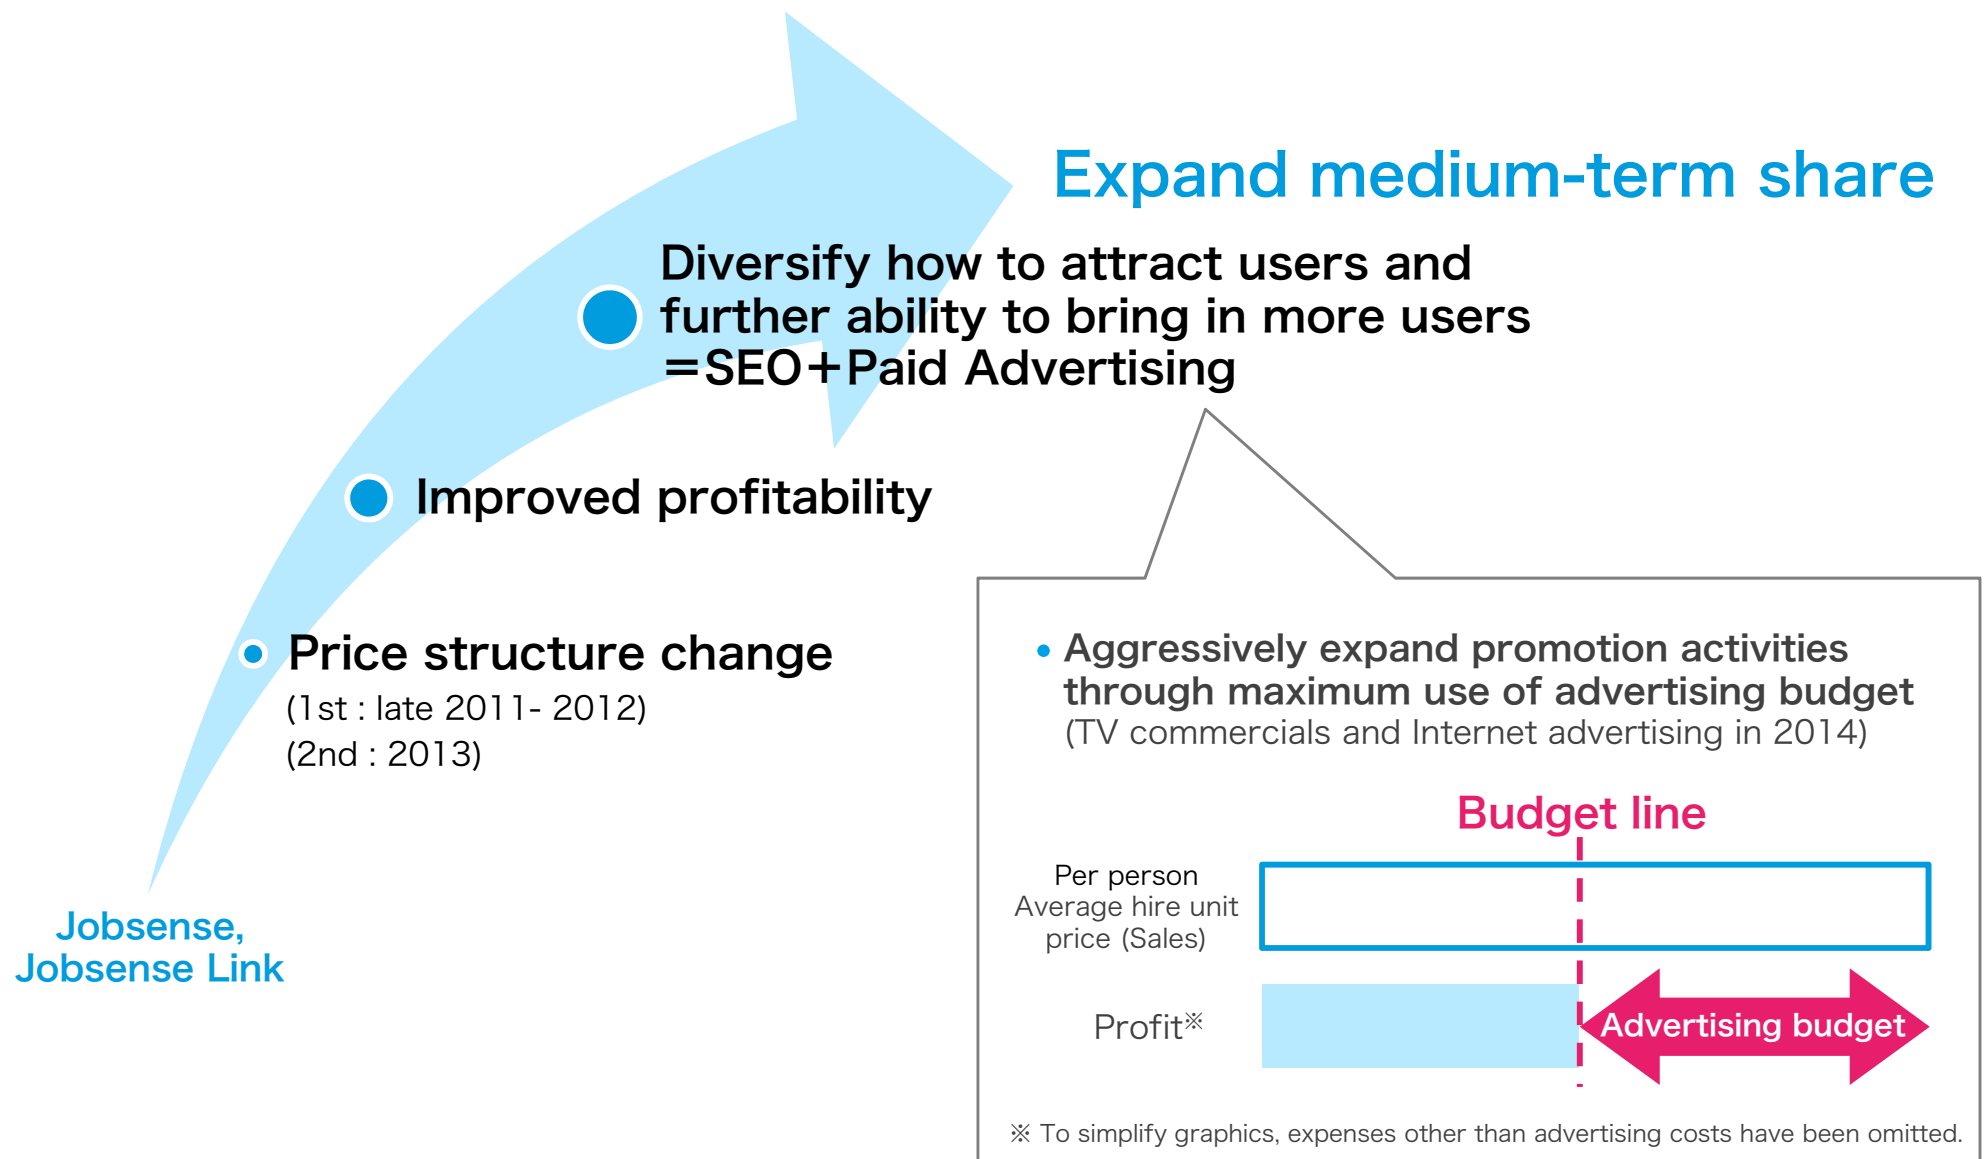 Expand medium-term share
Diversify how to attract users and
further ability to bring in more users
＝SEO＋Paid Advertising
Improved profitability
Price structure change
(1st : late 2011- 2012)
(2nd : 2013)
Jobsense,
Jobsense Link
• Aggressively expand promotion activities
through maximum use of advertising budget
(TV commercials and Internet advertising in 2014)
Budget line
Per person
Average hire unit
price (Sales)
Profit※
Advertising budget
※ To simplify graphics, expenses other than advertising costs have been omitted.